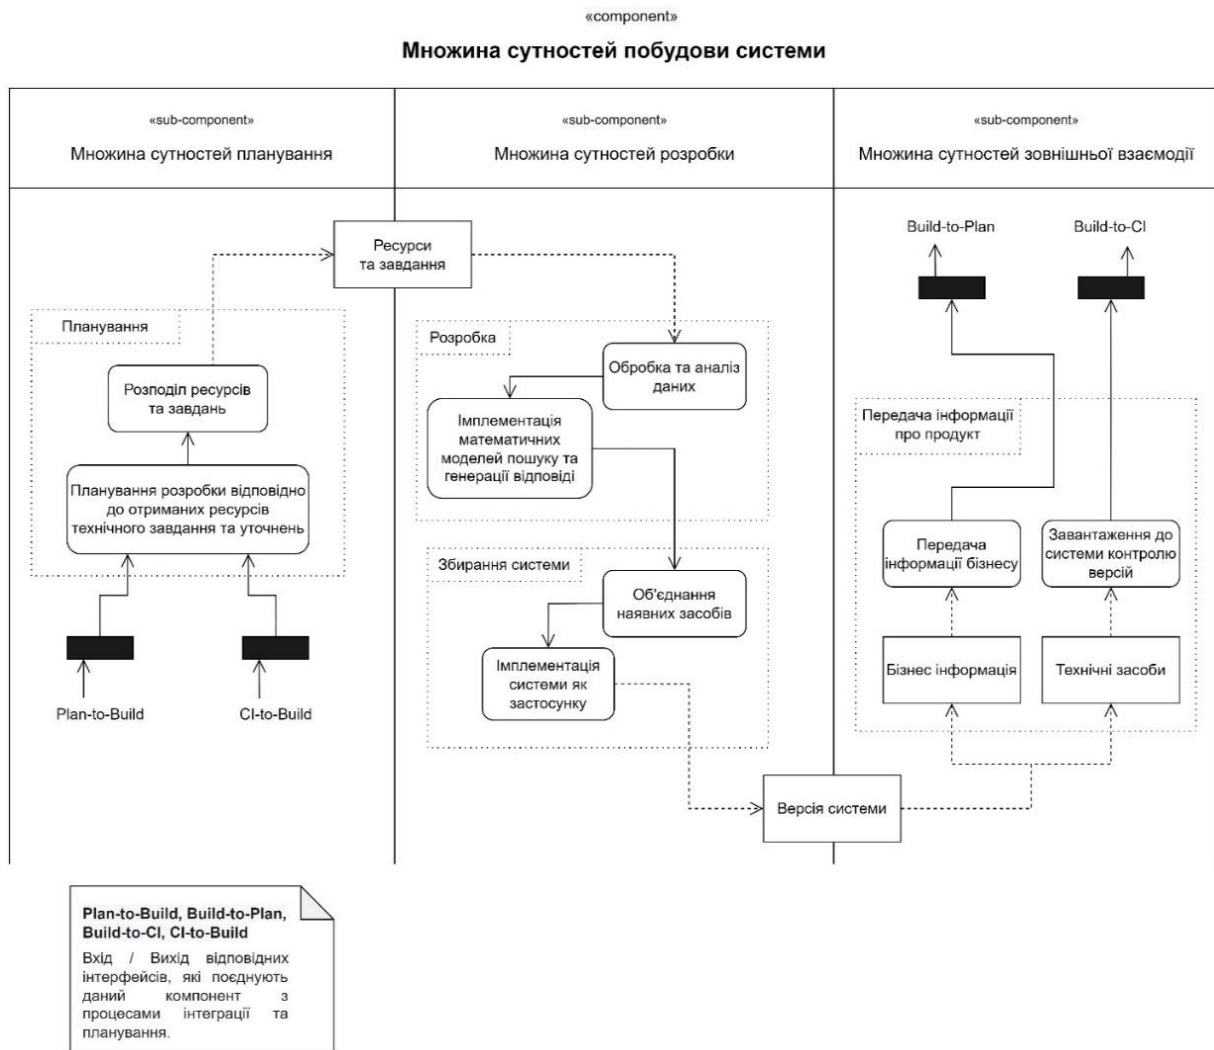 «component»
Множина сутностей побудови системи
«sub-component»
Множина сутностей планування
«sub-component»
Множина сутностей розробки
«sub-component»
Множина сутностей зовнішньої взаємодії
Ресурси
та завдання
Build-to-Plan
Build-to-CI
Планування
Розподіл ресурсів
та завдань
Планування розробки відповідно
до отриманих ресурсів
технічного завдання та уточнень
Plan-to-Build
CI-to-Build
Розробка
Обробка та аналіз
даних
Імплементація
математичних
моделей пошуку та
генерації відповіді
Збирання системи
Об'єднання
наявних засобів
Імплементація
системи як
застосунку
Передача інформації
про продукт
Передача
інформації бізнесу
Завантаження до
системи контролю
версій
Бізнес інформація
Технічні засоби
Версія системи
Plan-to-Build, Build-to-Plan,
Build-to-CI, CI-to-Build
Вхід / Вихід відповідних
інтерфейсів, які поєднують
даний компонент з
процесами інтеграції та
планування.